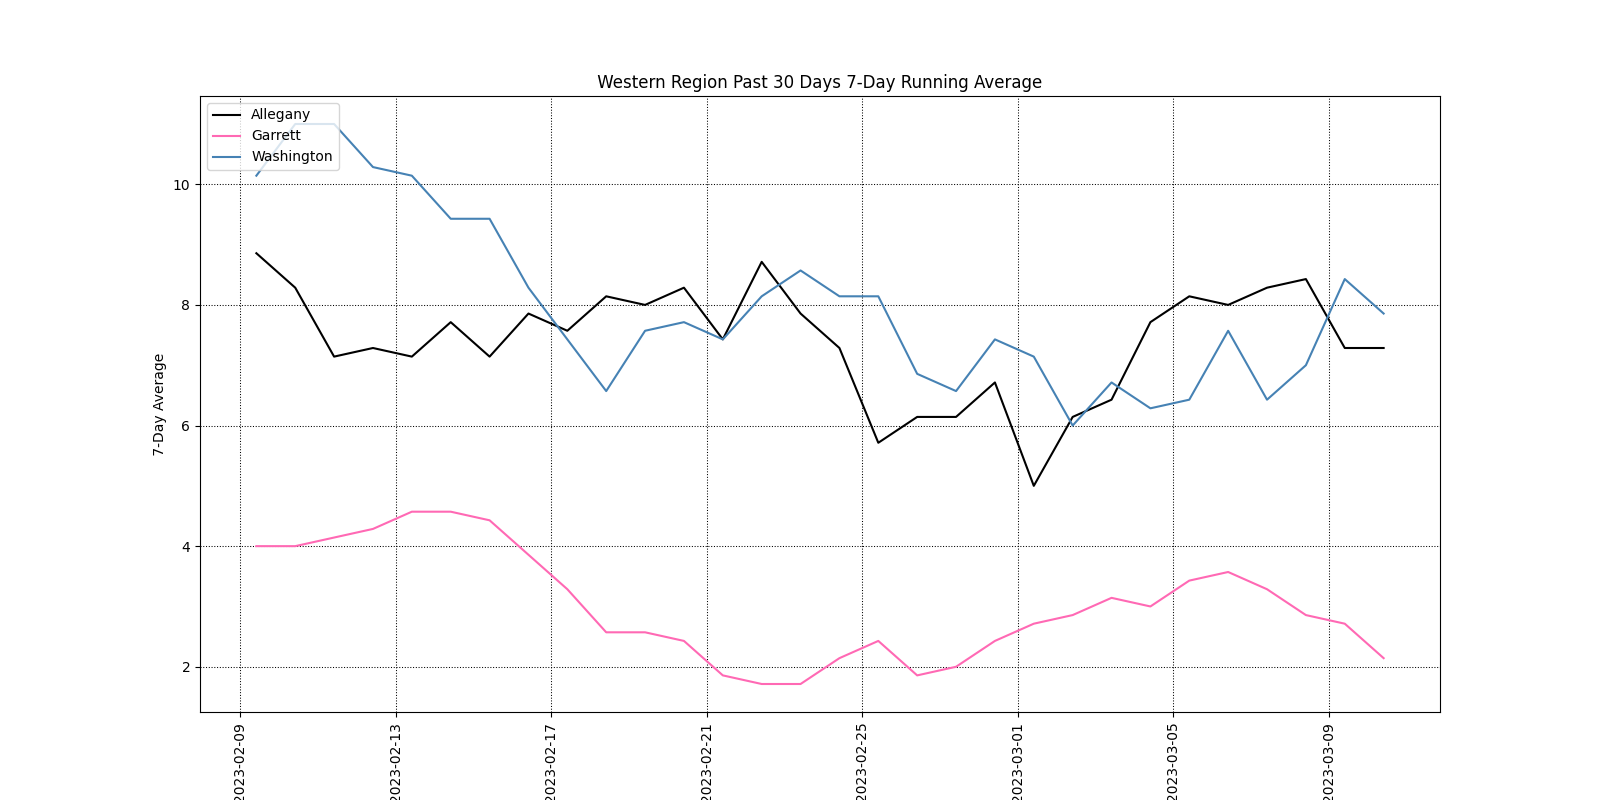 Western Region Past 30 Days 7-Day Running Average
Allegany
Garrett
Washington
7-Day Average
10
8
6
4
2
2023-02-09
2023-02-13
2023-02-17
2023-02-21
2023-02-25
2023-03-01
2023-03-05
2023-03-09